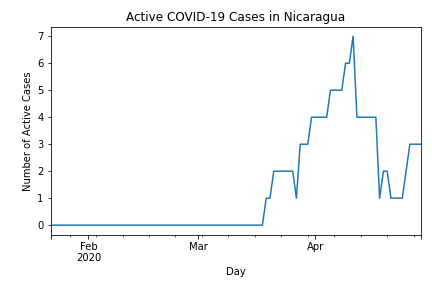 Active COVID-19 Cases in Nicaragua
Number of Active Cases
7
6
5
4
3
2
1
0
Feb Mar Apr
2020
Day